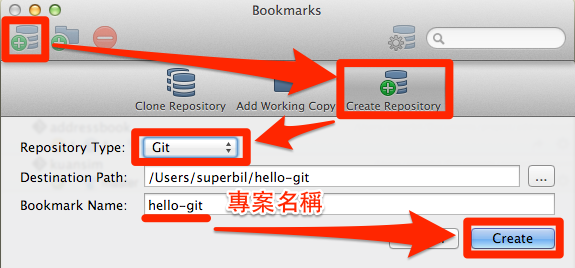 Bookmarks
Clone Repository Add Working Copy Create Repository
addressbook
Repository Type: Git
Destination Path: /Users/superbil/hello-git ...
Bookmark Name: hello-git 專案名稱
Create